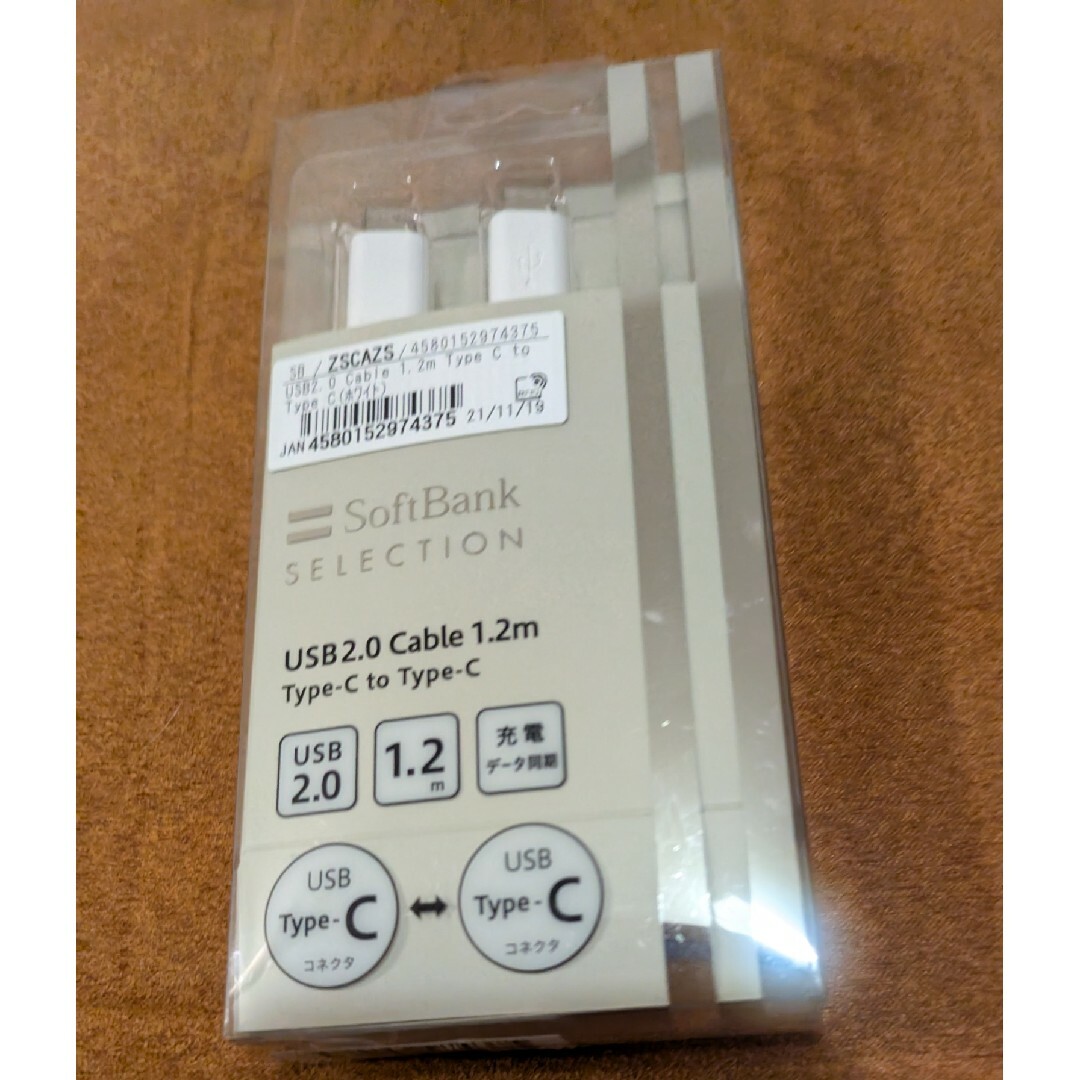 SB / ZSCAZS / 4580152974375
USB2.0 Cable 1.2m Type C to
Type C(ホワイト)
JAN 4580152974375 21/11/19
SoftBank
SELECTION
USB2.0 Cable 1.2m
Type-C to Type-C
USB
2.0
1.2
m
充電
データ同期
USB
Type-C
コネクタ
USB
Type-C
コネクタ